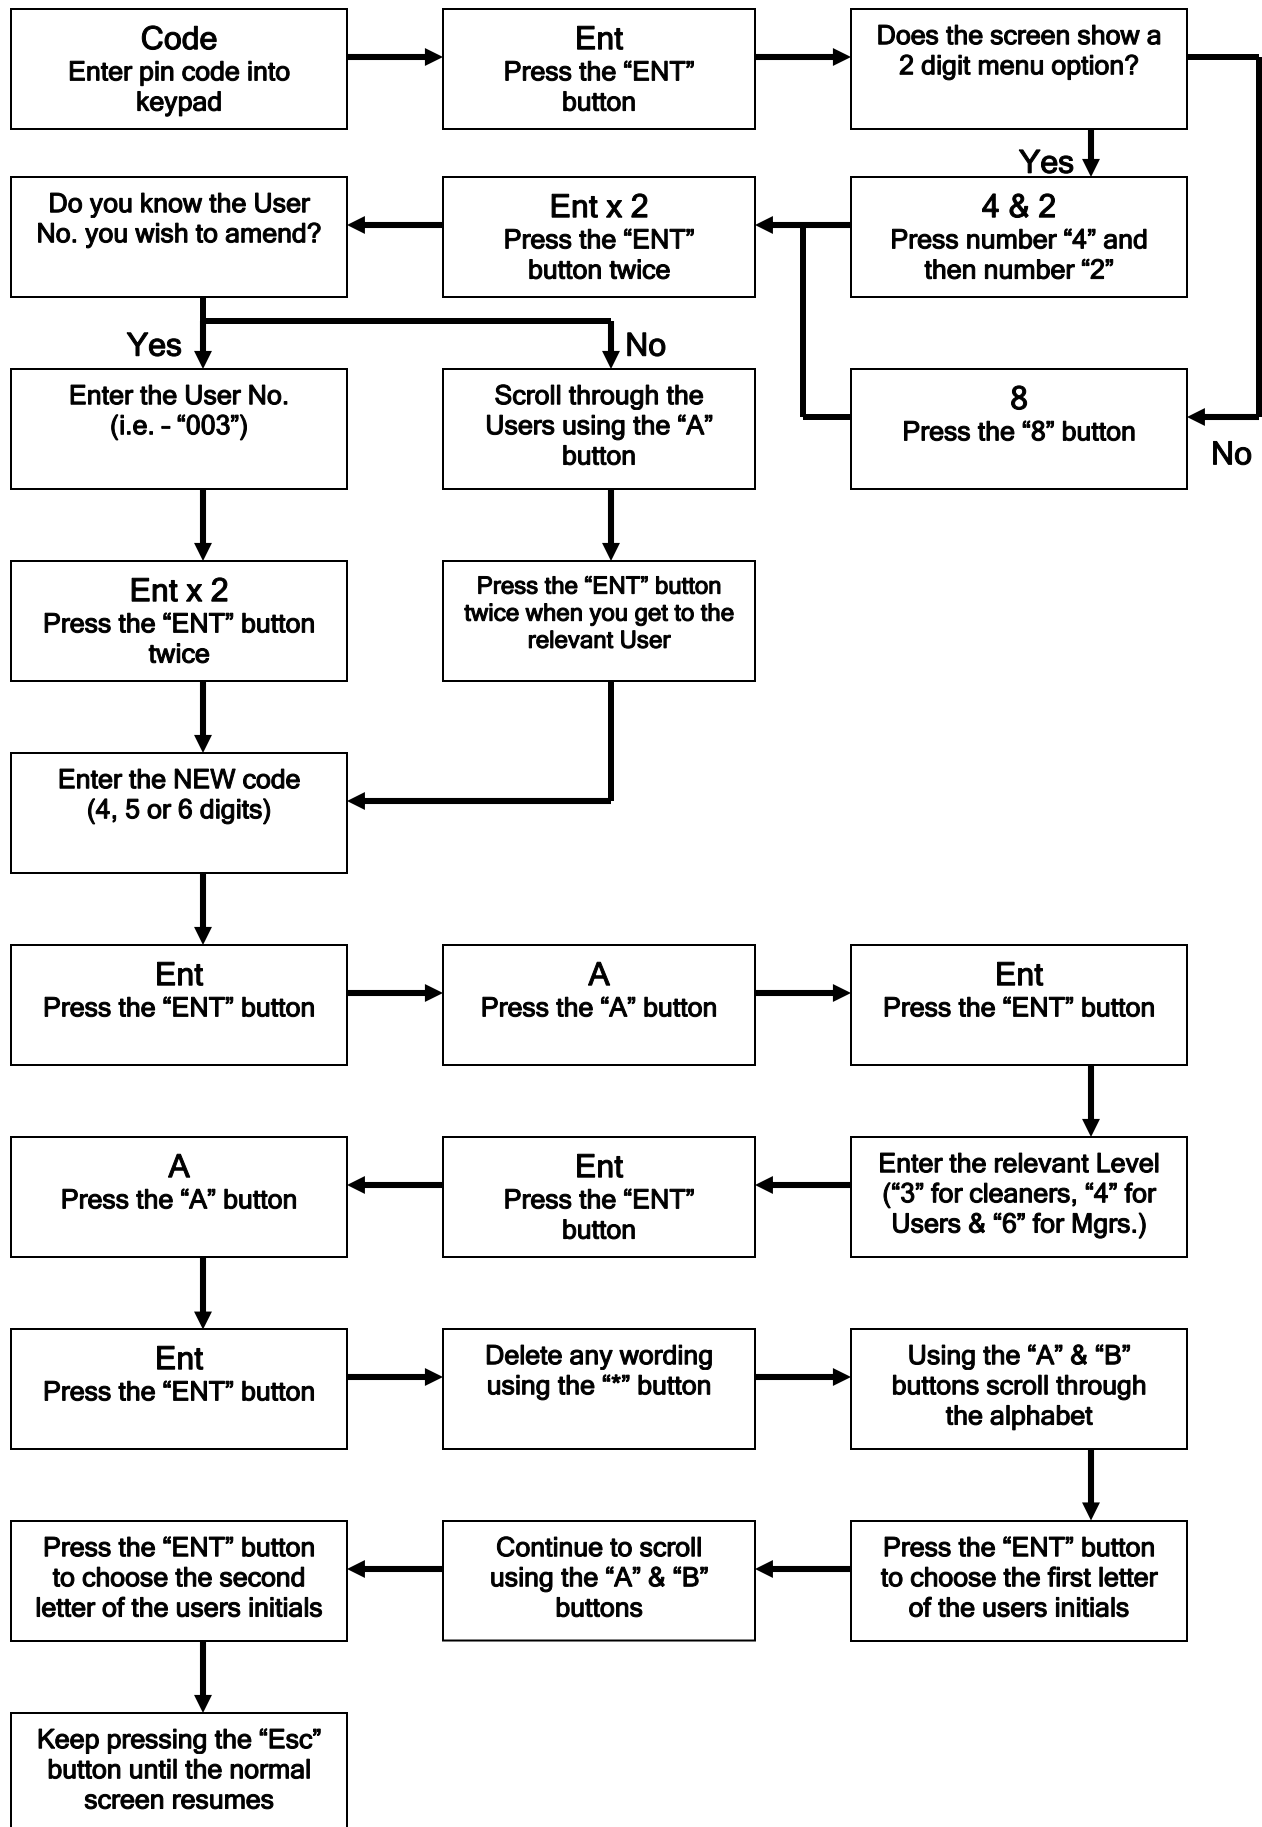 Code
Enter pin code into
keypad
Ent
Press the “ENT”
button
Does the screen show a
2 digit menu option?
Yes
4 & 2
Press number “4” and
then number “2”
No
8
Press the “8” button
Ent x 2
Press the “ENT”
button twice
Do you know the User
No. you wish to amend?
Yes
Enter the User No.
(i.e. – “003”)
No
Scroll through the
Users using the “A”
button
Ent x 2
Press the “ENT” button
twice
Press the “ENT” button
twice when you get to the
relevant User
Enter the NEW code
(4, 5 or 6 digits)
Ent
Press the “ENT” button
A
Press the “A” button
Ent
Press the “ENT” button
Enter the relevant Level
(“3” for cleaners, “4” for
Users & “6” for Mgrs.)
Ent
Press the “ENT”
button
A
Press the “A” button
Ent
Press the “ENT” button
Delete any wording
using the “*” button
Using the “A” & “B”
buttons scroll through
the alphabet
Press the “ENT” button
to choose the first letter
of the users initials
Continue to scroll
using the “A” & “B”
buttons
Press the “ENT” button
to choose the second
letter of the users initials
Keep pressing the “Esc”
button until the normal
screen resumes